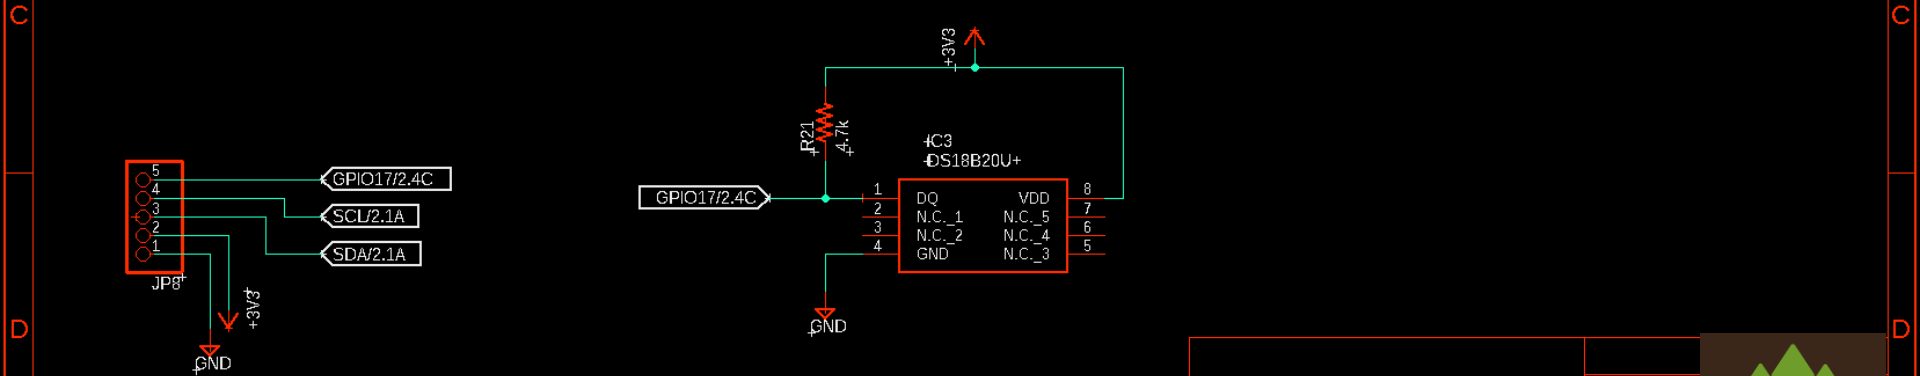 C
C
+3V3
R21
4.7k
IC3
DS18B20U+
5
GPIO17/2.4C
4
3
SCL/2.1A
2
1
SDA/2.1A
JP8
+3V3
GND
GPIO17/2.4C
1
DQ
VDD
8
2
N.C._1
N.C._5
7
3
N.C._2
N.C._4
6
4
GND
N.C._3
5
GND
D
D